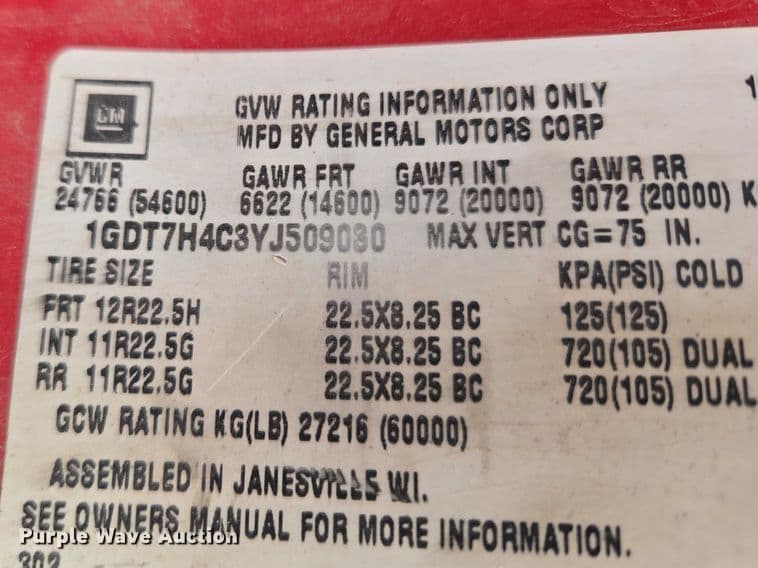 GM
GVW RATING INFORMATION ONLY
MFD BY GENERAL MOTORS CORP
GVWR GAWR FRT GAWR INT GAWR RR
24766 (54600) 6622 (14600) 9072 (20000) 9072 (20000) K
1GDT7H4C3YJ509080 MAX VERT CG=75 IN.
TIRE SIZE RIM KPA(PSI) COLD
FRT 12R22.5H 22.5X8.25 BC 125(125)
INT 11R22.5G 22.5X8.25 BC 720(105) DUAL
RR 11R22.5G 22.5X8.25 BC 720(105) DUAL
GCW RATING KG(LB) 27216 (60000)
ASSEMBLED IN JANESVILLE WI.
SEE OWNERS MANUAL FOR MORE INFORMATION.
Purple Wave Auction
302